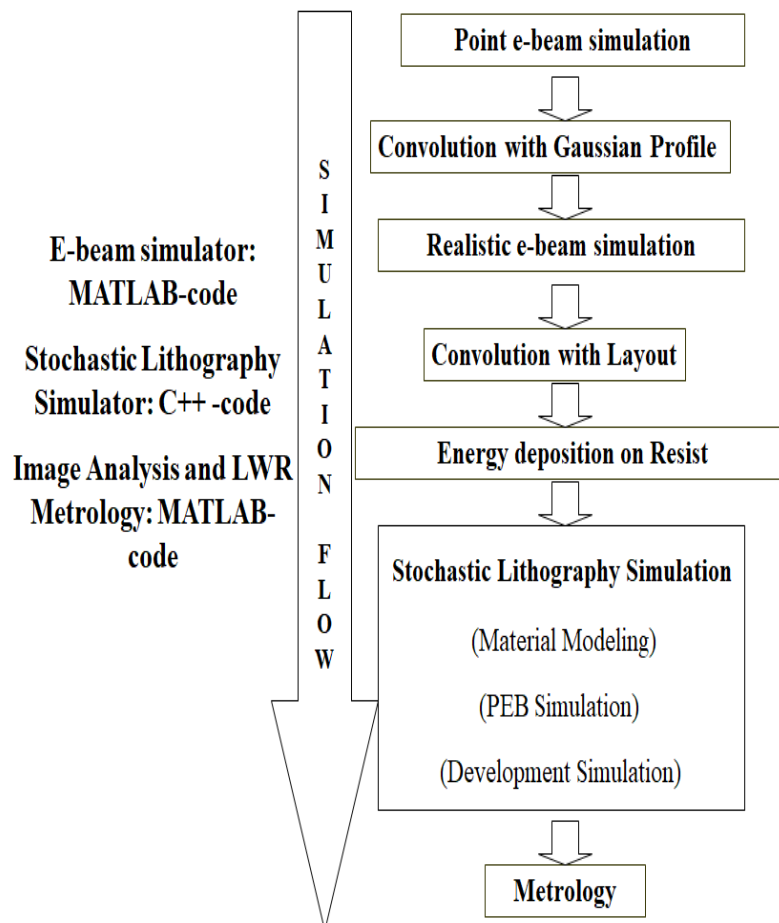 Point e-beam simulation
Convolution with Gaussian Profile
Realistic e-beam simulation
Convolution with Layout
Energy deposition on Resist
Stochastic Lithography Simulation
(Material Modeling)
(PEB Simulation)
(Development Simulation)
Metrology
SIMULATION FLOW
E-beam simulator:
MATLAB-code
Stochastic Lithography
Simulator: C++ -code
Image Analysis and LWR
Metrology: MATLAB-
code